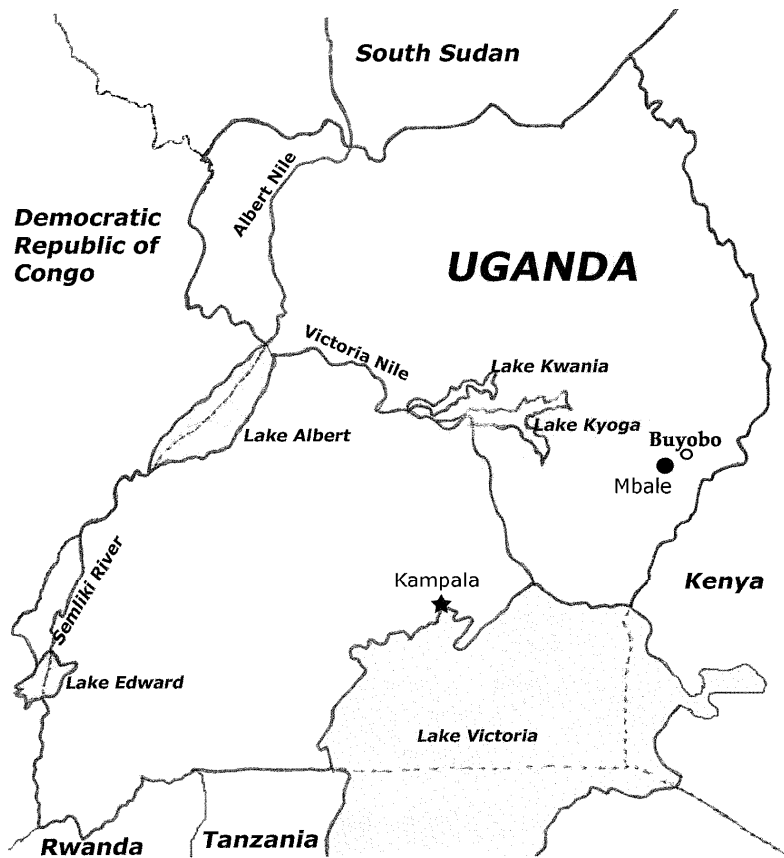 South Sudan
Albert Nile
Democratic
Republic of
Congo
UGANDA
Victoria Nile
Lake Kwania
Lake Kyoga
Lake Albert
Buyobo
Mbale
Semliki River
Kampala
Kenya
Lake Edward
Lake Victoria
Rwanda
Tanzania